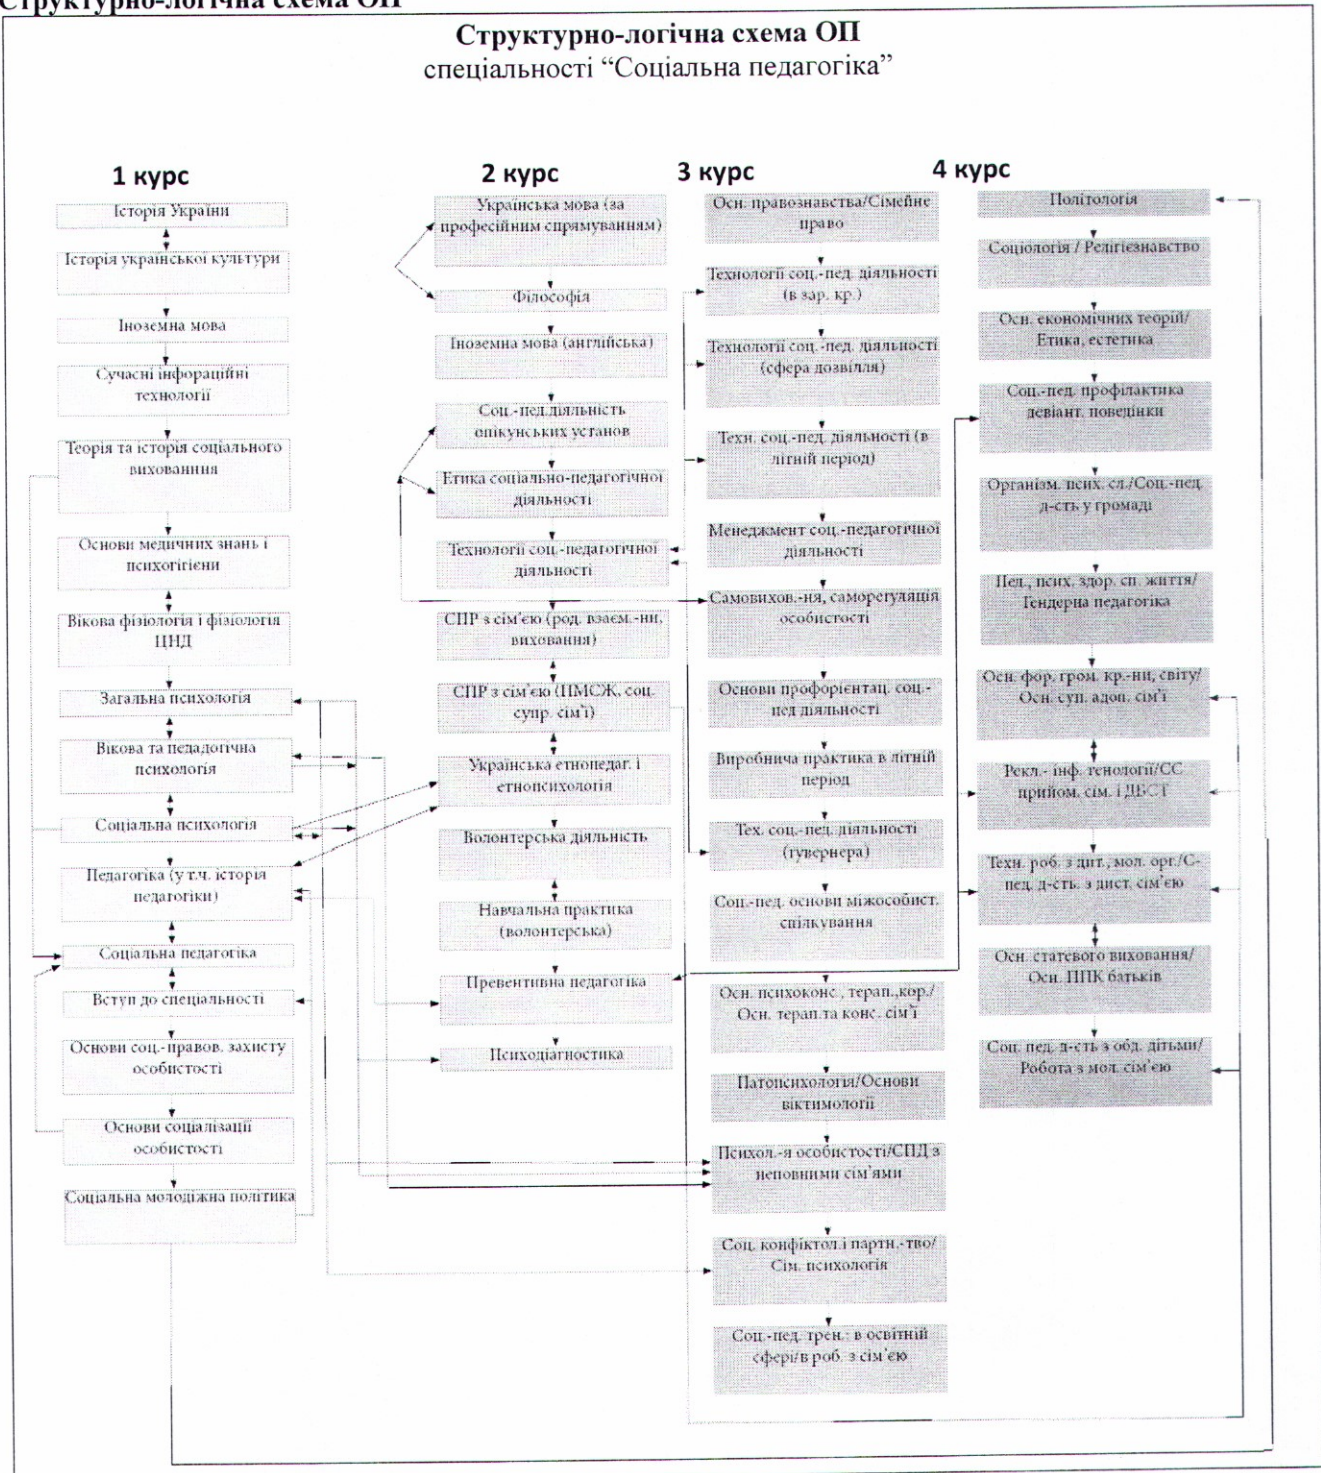 Структурно-логічна схема ОП
Структурно-логічна схема ОП
спеціальності “Соціальна педагогіка”
1 курс
Історія України
Історія української культури
Іноземна мова
Сучасні інфораційні
технології
Теорія та історія соціального
виховання
Основи медичних знань і
психогігієни
Вікова фізіологія і фізіологія
ЦНД
Загальна психологія
Вікова та педадогічна
психологія
Соціальна психологія
Педагогіка (у т.ч. історія
педагогіки)
Соціальна педагогіка
Вступ до спеціальності
Основи соц.-правов. захисту
особистості
Основи соціалізації
особистості
Соціальна молодіжна політика
2 курс
Українська мова (за
професійним спрямуванням)
Філософія
Іноземна мова (англійська)
Соц.-пед.діяльність
опікунських установ
Етика соціально-педагогічної
діяльності
Технології соц.-педагогічної
діяльності
СПР з сім’єю (род. взаєм.-ни,
виховання)
СПР з сім’єю (ПМСЖ, соц.
супр. сім’ї)
Українська етнопедаг. і
етнопсихологія
Волонтерська діяльність
Навчальна практика
(волонтерська)
Превентивна педагогіка
Психодіагностика
3 курс
Осн. правознавства/Сімейне
право
Технології соц.-пед. діяльності
(в зар. кр.)
Технології соц.-пед. діяльності
(сфера дозвілля)
Техн. соц.-пед. діяльності (в
літній період)
Менеджмент соц.-педагогічної
діяльності
Самовихов.-ня, саморегуляція
особистості
Основи профорієнтац. соц.-
пед діяльності
Виробнича практика в літній
період
Тех. соц.-пед. діяльності
(гувернера)
Соц.-пед. основи міжособист.
спілкування
Осн. психоконс., терап.,кор./
Осн. терап.та конс. сім’ї
Патопсихологія/Основи
віктимології
Психол.-я особистості/СПД з
неповними сім’ями
Соц. конфіктол.і партн.-тво/
Сім. психологія
Соц.-пед. трен.: в освітній
сфері/в роб. з сім’єю
4 курс
Політологія
Соціологія / Релігієзнавство
Осн. економічних теорій/
Етика, естетика
Соц.-пед. профілактика
девіант. поведінки
Організм. псих. сл./Соц.-пед.
д-сть у громаді
Пед., псих. здор. сп. життя/
Гендерна педагогіка
Осн. фор. гром. кр.-ни, світу/
Осн. суп. адоп. сім’ї
Рекл.- інф. генології/СС
прийом. сім. і ДБСТ
Техн. роб. з дит., мол. орг./С-
пед. д-сть. з дист. сім’єю
Осн. статевого виховання/
Осн. ППК батьків
Соц. пед. д-сть з обд. дітьми/
Робота з мол. сім’єю